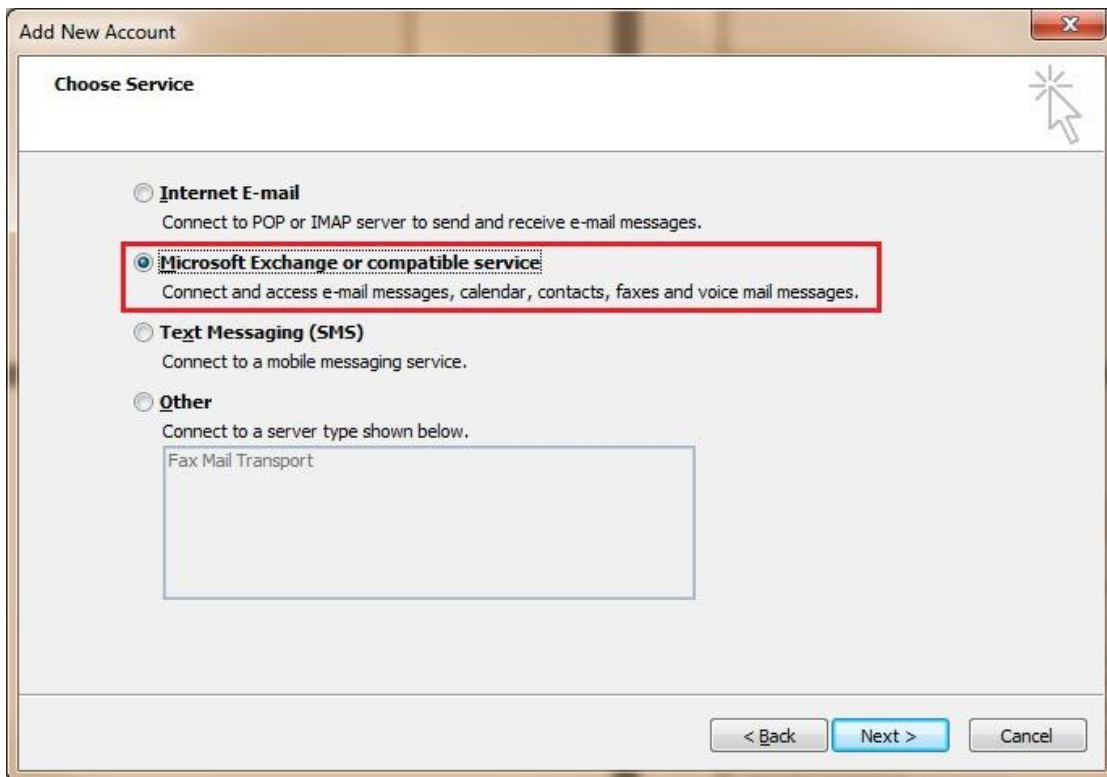 Add New Account
Choose Service
Internet E-mail
Connect to POP or IMAP server to send and receive e-mail messages.
Microsoft Exchange or compatible service
Connect and access e-mail messages, calendar, contacts, faxes and voice mail messages.
Text Messaging (SMS)
Connect to a mobile messaging service.
Other
Connect to a server type shown below.
Fax Mail Transport
< Back Next > Cancel